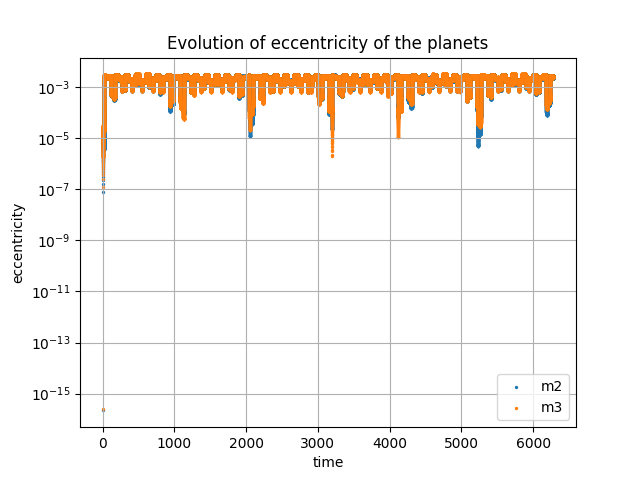 Evolution of eccentricity of the planets
eccentricity
10⁻³
10⁻⁵
10⁻⁷
10⁻⁹
10⁻¹¹
10⁻¹³
10⁻¹⁵
m2
m3
0 1000 2000 3000 4000 5000 6000
time